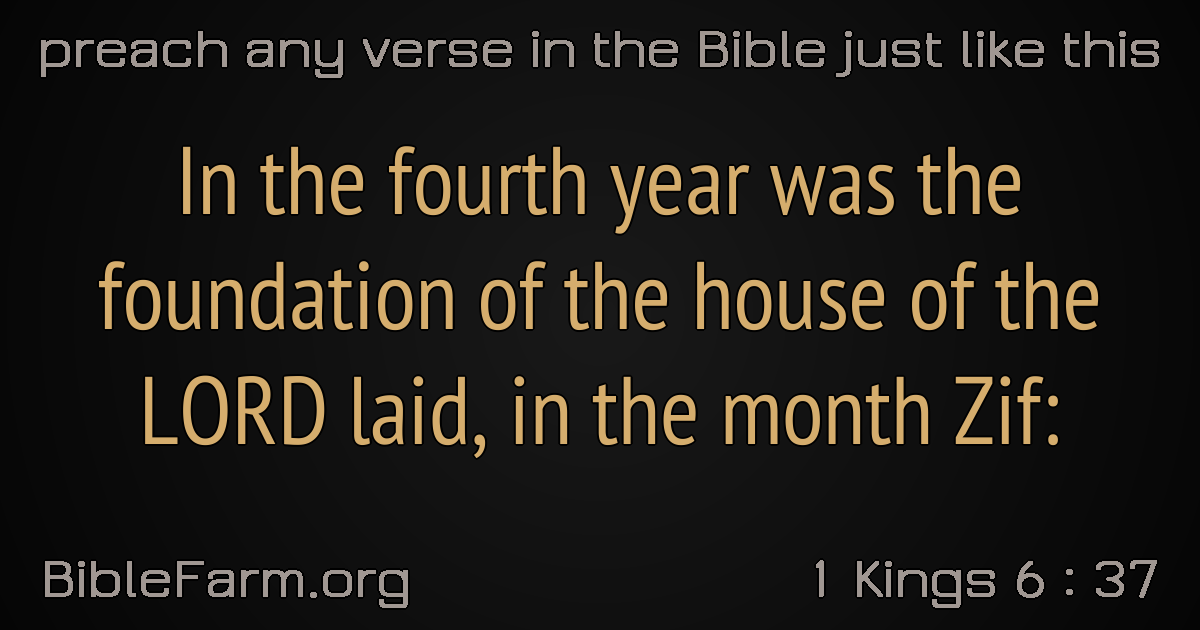 preach any verse in the Bible just like this
In the fourth year was the
foundation of the house of the
LORD laid, in the month Zif:
BibleFarm.org
1 Kings 6 : 37